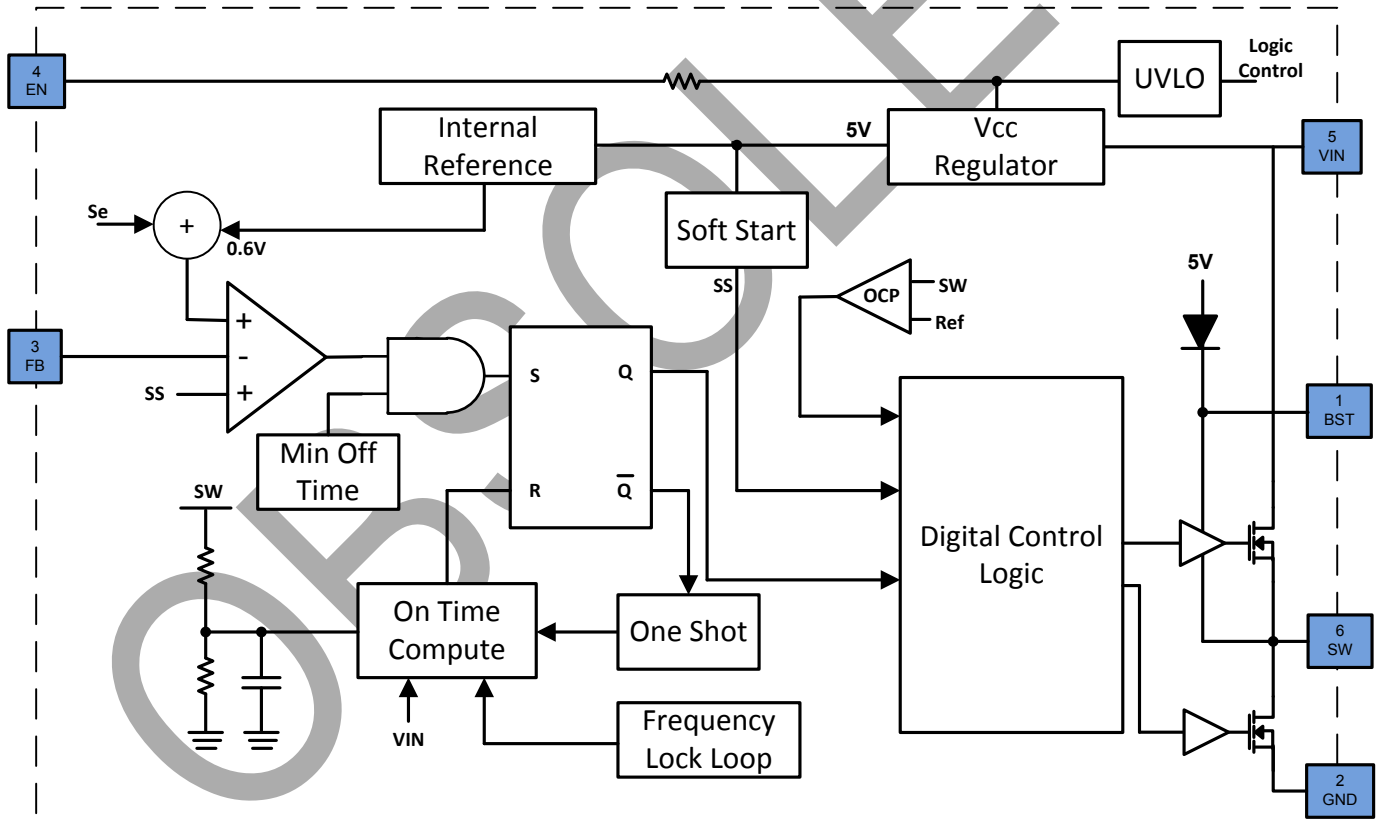 4
EN
UVLO
Logic
Control
Internal
Reference
5V
Vcc
Regulator
5
VIN
Se
+
0.6V
Soft Start
SS
OCP
SW
Ref
5V
3
FB
+
-
SS
+
S
Q
R
Q̅
Min Off
Time
1
BST
SW
On Time
Compute
One Shot
Digital Control
Logic
6
SW
VIN
Frequency
Lock Loop
2
GND
OBSOLETE